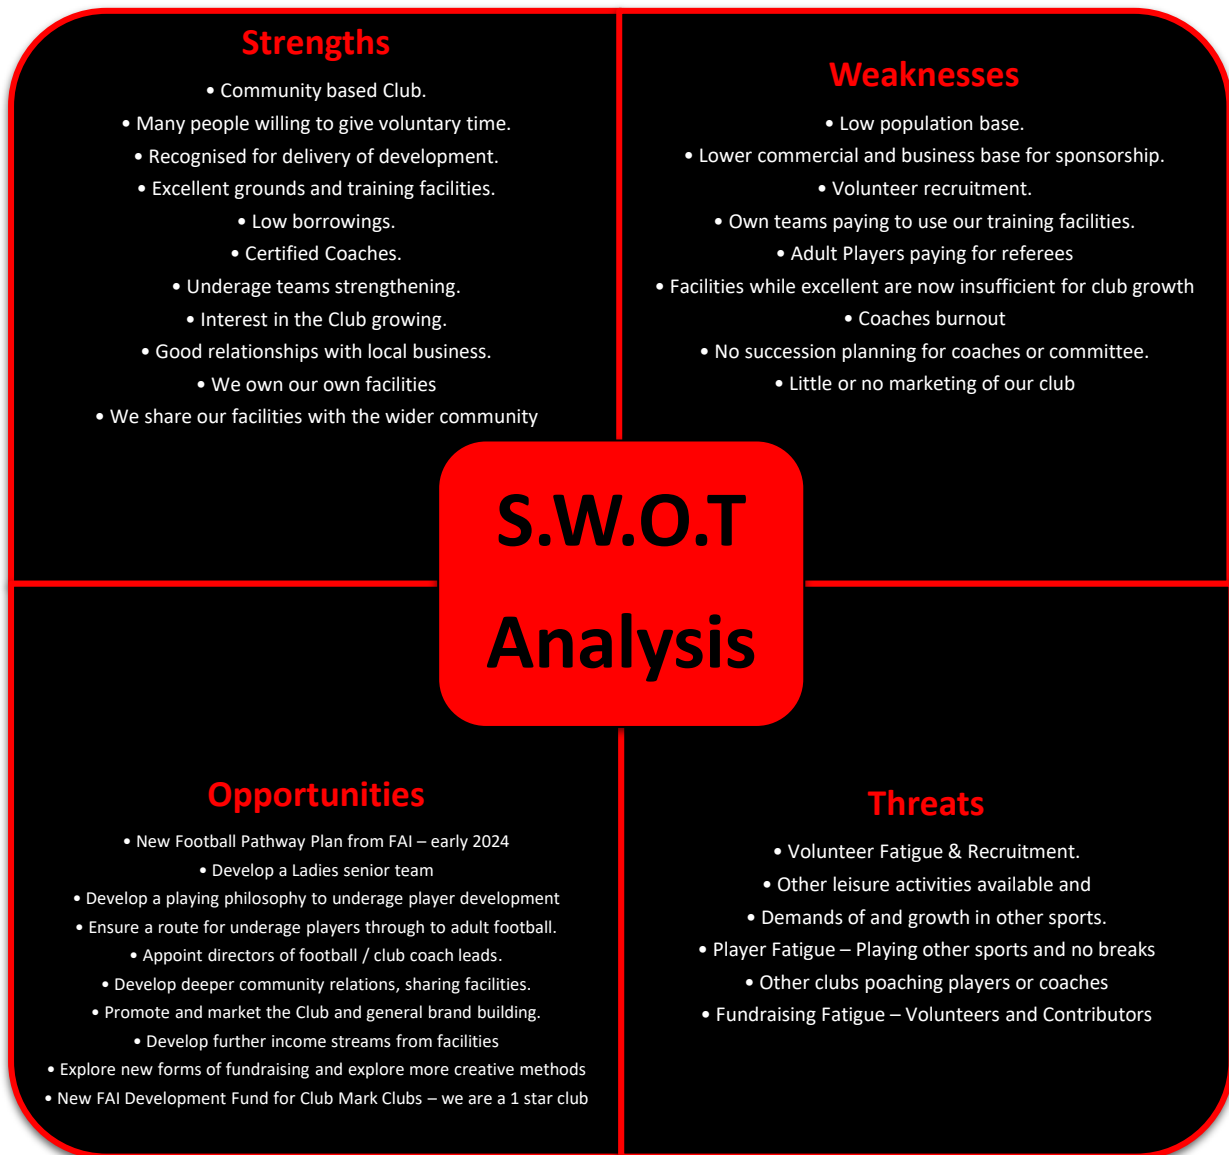 Strengths
• Community based Club.
• Many people willing to give voluntary time.
• Recognised for delivery of development.
• Excellent grounds and training facilities.
• Low borrowings.
• Certified Coaches.
• Underage teams strengthening.
• Interest in the Club growing.
• Good relationships with local business.
• We own our own facilities
• We share our facilities with the wider community
Weaknesses
• Low population base.
• Lower commercial and business base for sponsorship.
• Volunteer recruitment.
• Own teams paying to use our training facilities.
• Adult Players paying for referees
• Facilities while excellent are now insufficient for club growth
• Coaches burnout
• No succession planning for coaches or committee.
• Little or no marketing of our club
S.W.O.T
Analysis
Opportunities
• New Football Pathway Plan from FAI – early 2024
• Develop a Ladies senior team
• Develop a playing philosophy to underage player development
• Ensure a route for underage players through to adult football.
• Appoint directors of football / club coach leads.
• Develop deeper community relations, sharing facilities.
• Promote and market the Club and general brand building.
• Develop further income streams from facilities
• Explore new forms of fundraising and explore more creative methods
• New FAI Development Fund for Club Mark Clubs – we are a 1 star club
Threats
• Volunteer Fatigue & Recruitment.
• Other leisure activities available and
• Demands of and growth in other sports.
• Player Fatigue – Playing other sports and no breaks
• Other clubs poaching players or coaches
• Fundraising Fatigue – Volunteers and Contributors